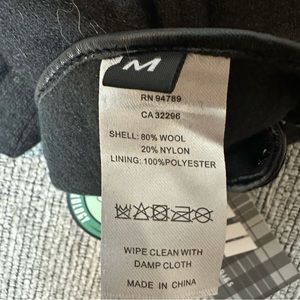 M
RN 94789
CA 32296
SHELL: 80% WOOL
20% NYLON
LINING: 100%POLYESTER
WIPE CLEAN WITH
DAMP CLOTH
MADE IN CHINA